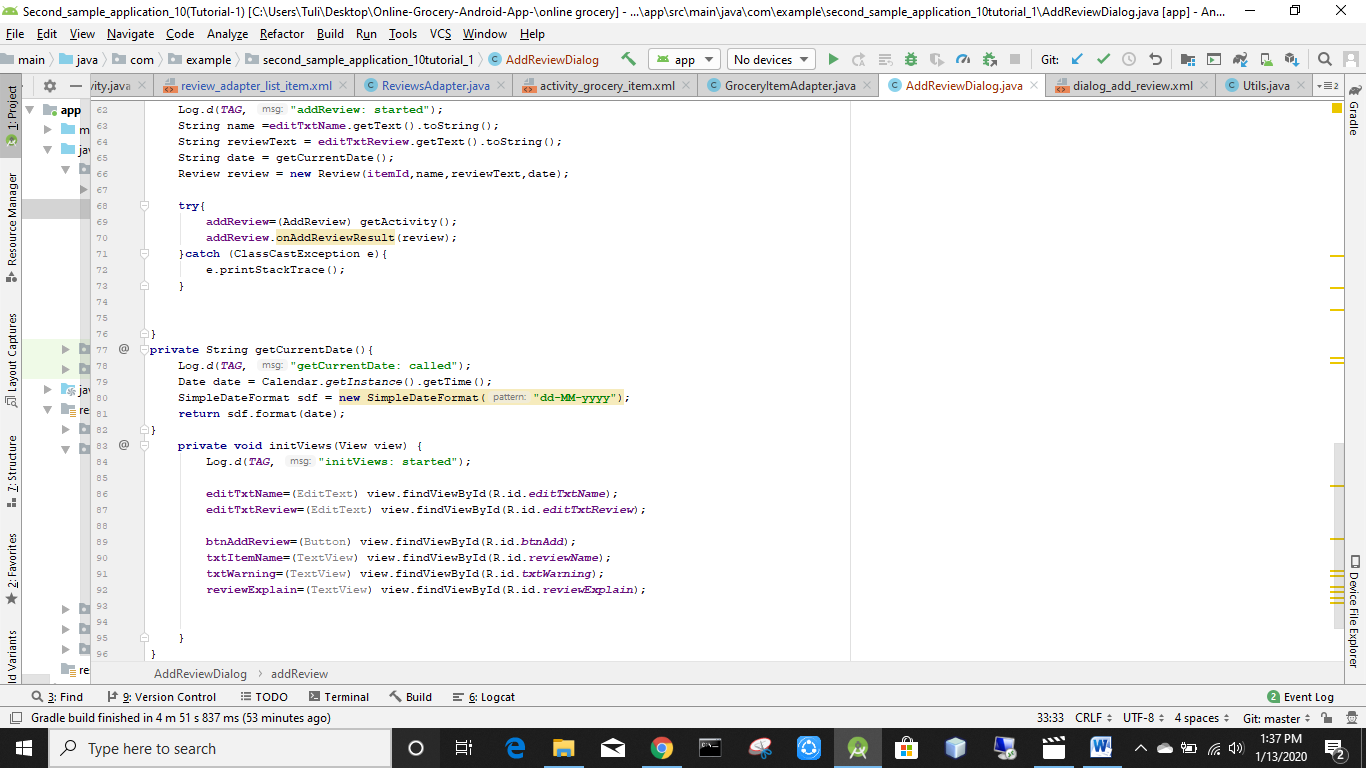 Second_sample_application_10(Tutorial-1) [C:\Users\Tuli\Desktop\Online-Grocery-Android-App-\online grocery] - ...\app\src\main\java\com\example\second_sample_application_10tutorial_1\AddReviewDialog.java [app] - An...
File Edit View Navigate Code Analyze Refactor Build Run Tools VCS Window Help
main java com example second_sample_application_10tutorial_1 AddReviewDialog app No devices Git:
1: Project
Resource Manager
Layout Captures
7: Structure
2: Favorites
ld Variants
app
m
jav
jav
re
re
vity.java review_adapter_list_item.xml ReviewsAdapter.java activity_grocery_item.xml GroceryItemAdapter.java AddReviewDialog.java dialog_add_review.xml Utils.java 2
62 Log.d(TAG, msg: "addReview: started");
63 String name =editTxtName.getText().toString();
64 String reviewText = editTxtReview.getText().toString();
65 String date = getCurrentDate();
66 Review review = new Review(itemId,name,reviewText,date);
67
68 try{
69 addReview=(AddReview) getActivity();
70 addReview.onAddReviewResult(review);
71 }catch (ClassCastException e){
72 e.printStackTrace();
73 }
74
75
76 }
77 @ private String getCurrentDate(){
78 Log.d(TAG, msg: "getCurrentDate: called");
79 Date date = Calendar.getInstance().getTime();
80 SimpleDateFormat sdf = new SimpleDateFormat( pattern: "dd-MM-yyyy");
81 return sdf.format(date);
82 }
83 @ private void initViews(View view) {
84 Log.d(TAG, msg: "initViews: started");
85
86 editTxtName=(EditText) view.findViewById(R.id.editTxtName);
87 editTxtReview=(EditText) view.findViewById(R.id.editTxtReview);
88
89 btnAddReview=(Button) view.findViewById(R.id.btnAdd);
90 txtItemName=(TextView) view.findViewById(R.id.reviewName);
91 txtWarning=(TextView) view.findViewById(R.id.txtWarning);
92 reviewExplain=(TextView) view.findViewById(R.id.reviewExplain);
93
94
95 }
96 }
Gradle
Device File Explorer
AddReviewDialog > addReview
3: Find 9: Version Control TODO Terminal Build 6: Logcat 2 Event Log
Gradle build finished in 4 m 51 s 837 ms (53 minutes ago) 33:33 CRLF UTF-8 4 spaces Git: master
Type here to search
1:37 PM
1/13/2020
2